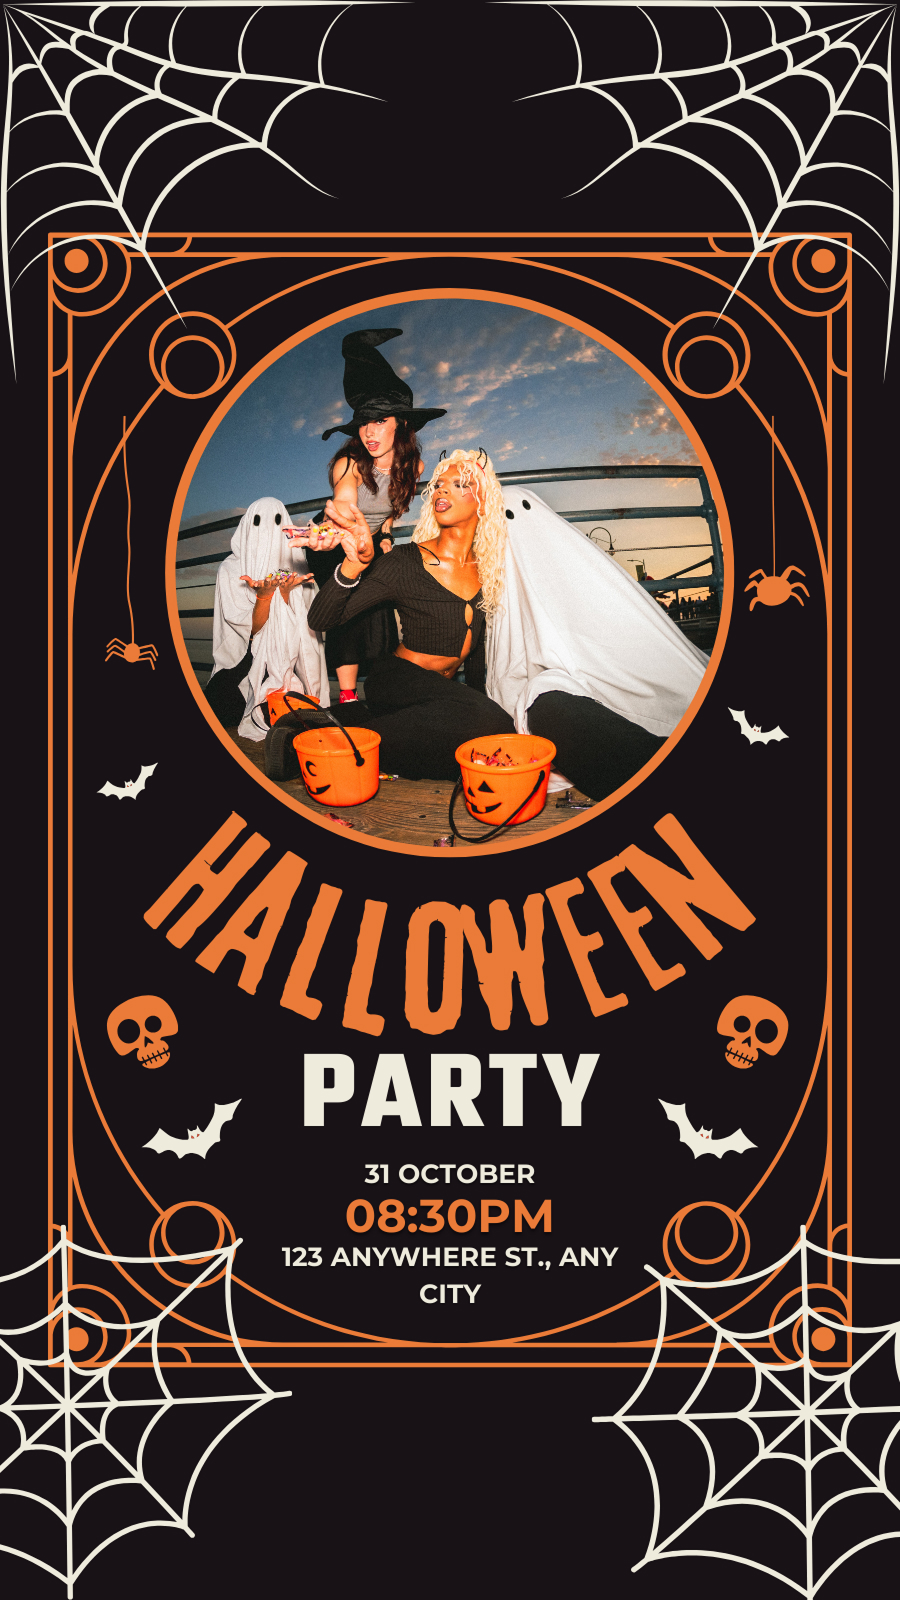 HALLOWEEN
PARTY
31 OCTOBER
08:30PM
123 ANYWHERE ST., ANY
CITY